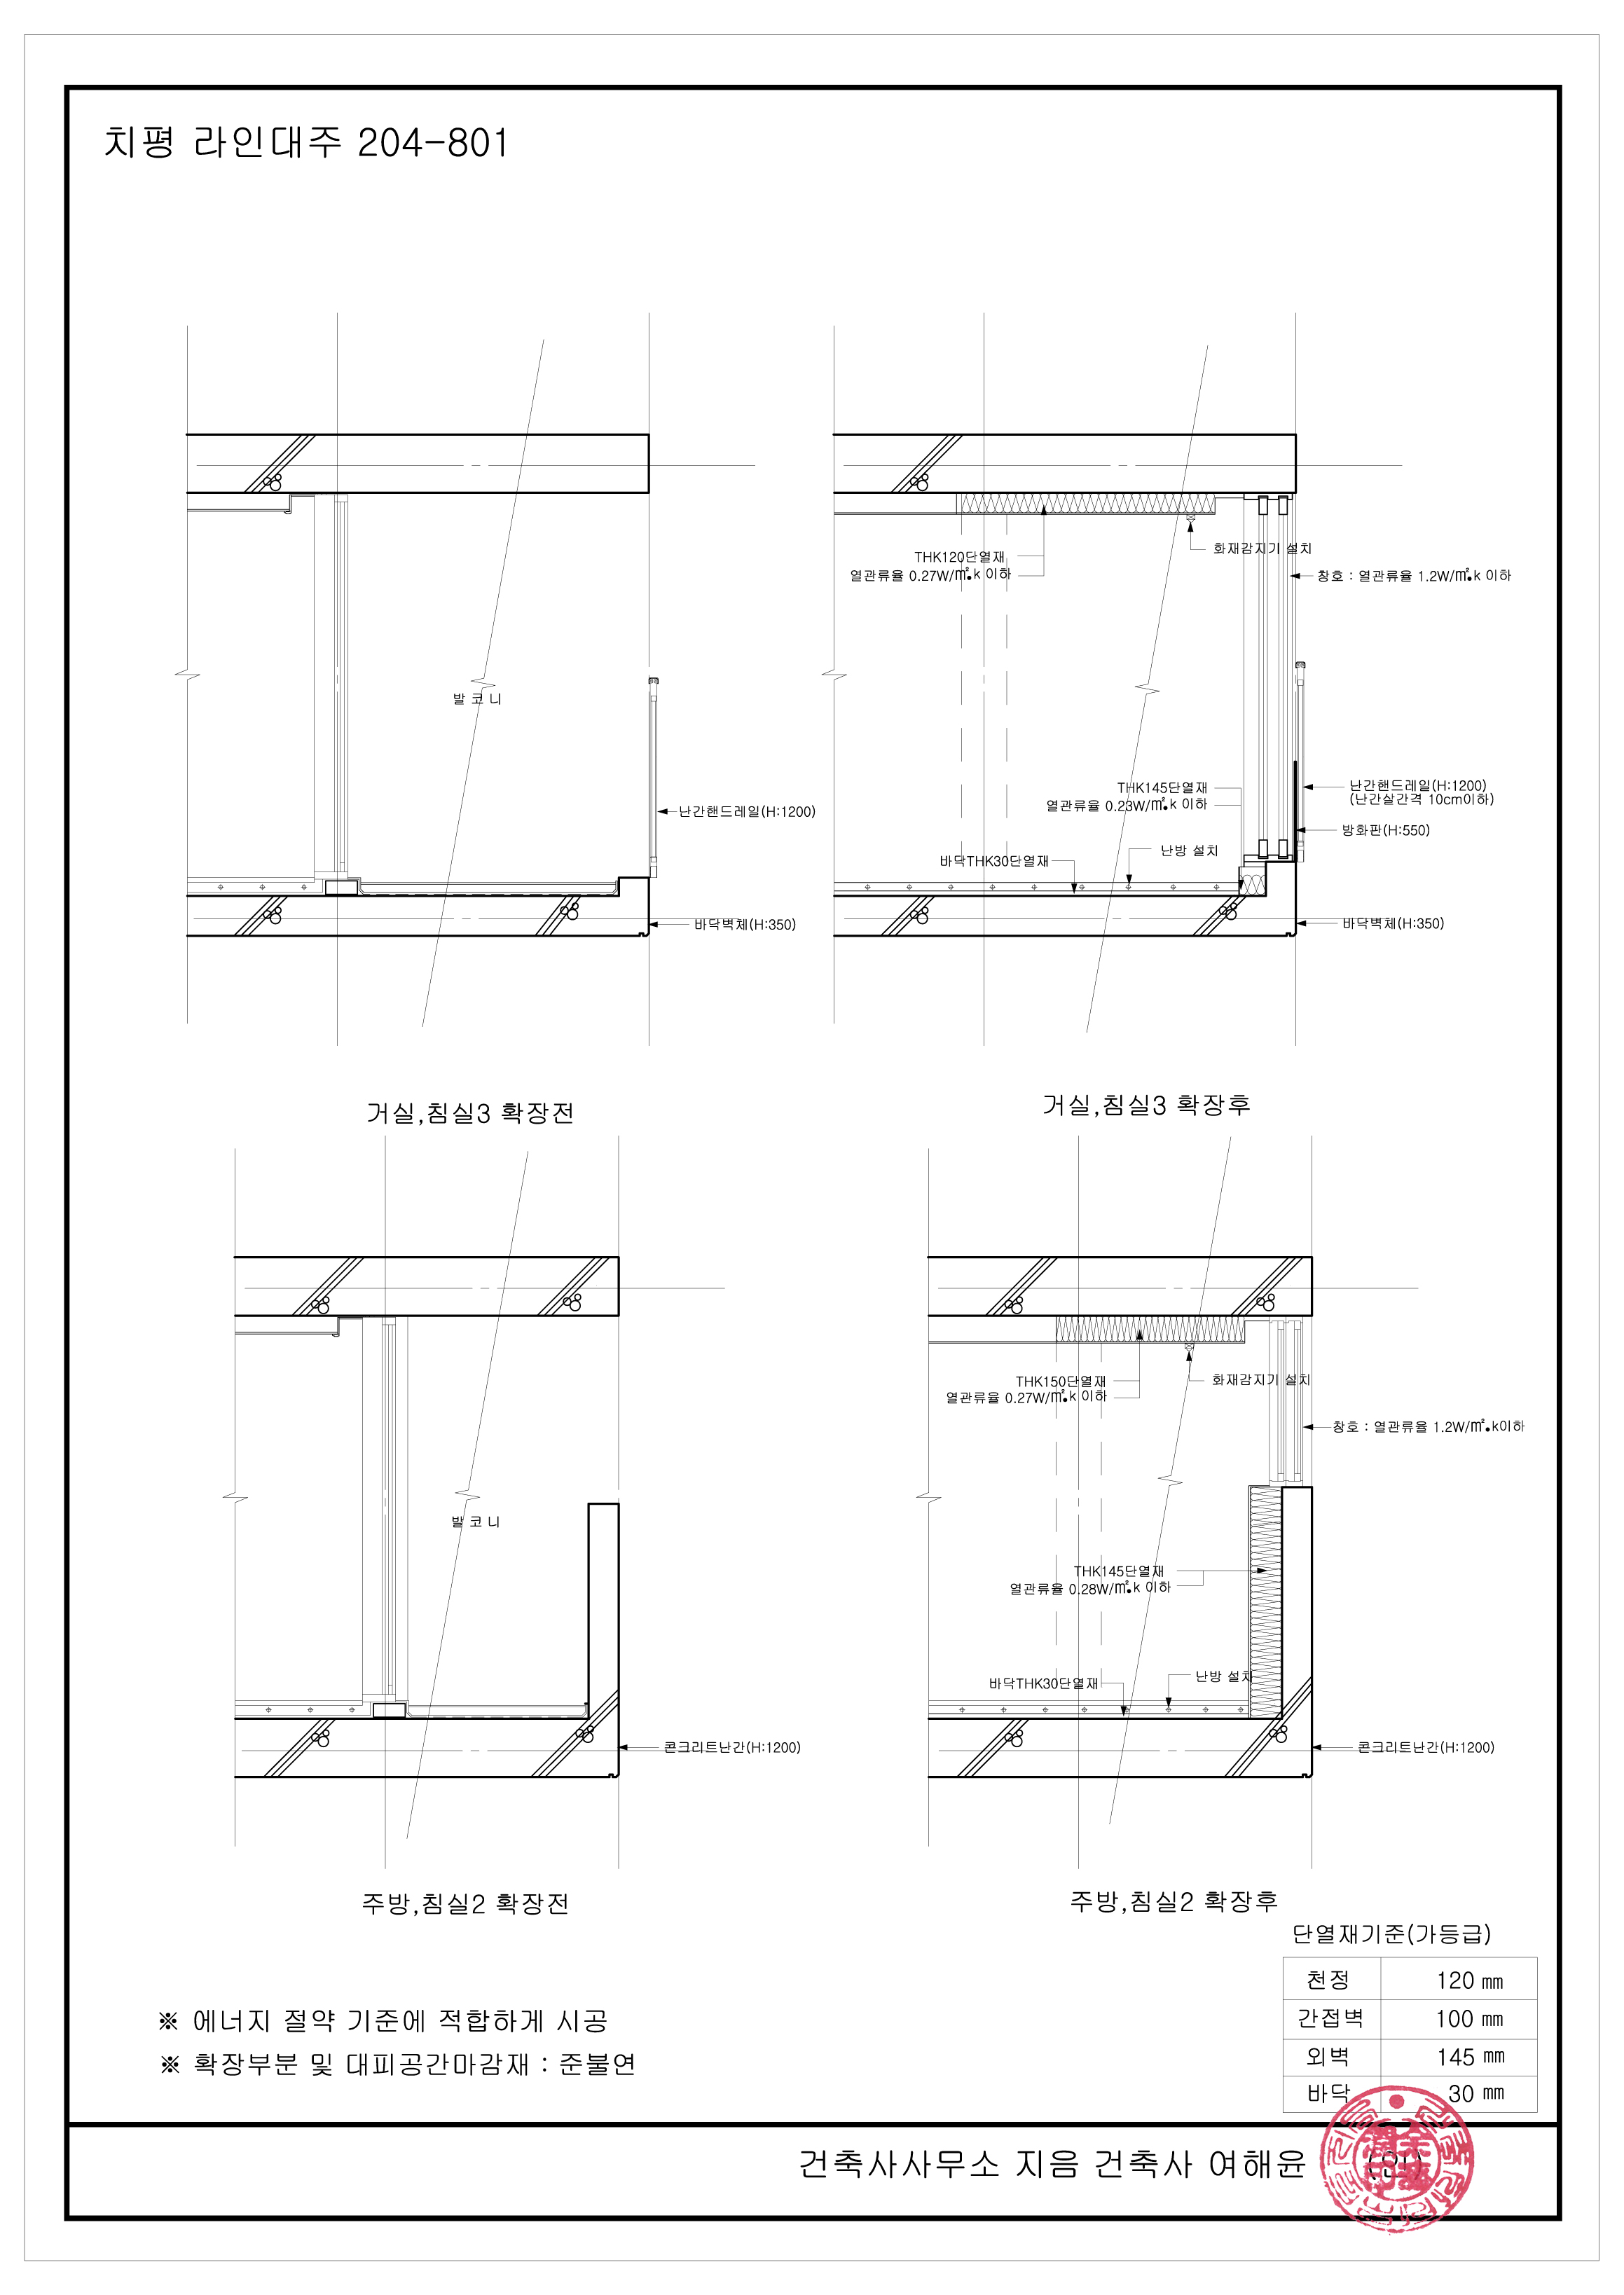 치평 라인대주 204-801
THK120단열재
열관류율 0.27W/㎡•k 이하
화재감지기 설치
창호 : 열관류율 1.2W/㎡•k 이하
발 코 니
난간핸드레일(H:1200)
바닥벽체(H:350)
THK145단열재
열관류율 0.23W/㎡•k 이하
바닥THK30단열재
난방 설치
난간핸드레일(H:1200)
(난간살간격 10cm이하)
방화판(H:550)
바닥벽체(H:350)
거실,침실3 확장전
거실,침실3 확장후
THK150단열재
열관류율 0.27W/㎡•k 이하
화재감지기 설치
창호 : 열관류율 1.2W/㎡•k이하
발 코 니
THK145단열재
열관류율 0.28W/㎡•k 이하
바닥THK30단열재
난방 설치
콘크리트난간(H:1200)
콘크리트난간(H:1200)
주방,침실2 확장전
주방,침실2 확장후
단열재기준(가등급)
천정 120 ㎜
간접벽 100 ㎜
외벽 145 ㎜
바닥 30 ㎜
※ 에너지 절약 기준에 적합하게 시공
※ 확장부분 및 대피공간마감재 : 준불연
건축사사무소 지음 건축사 여해윤 (인)